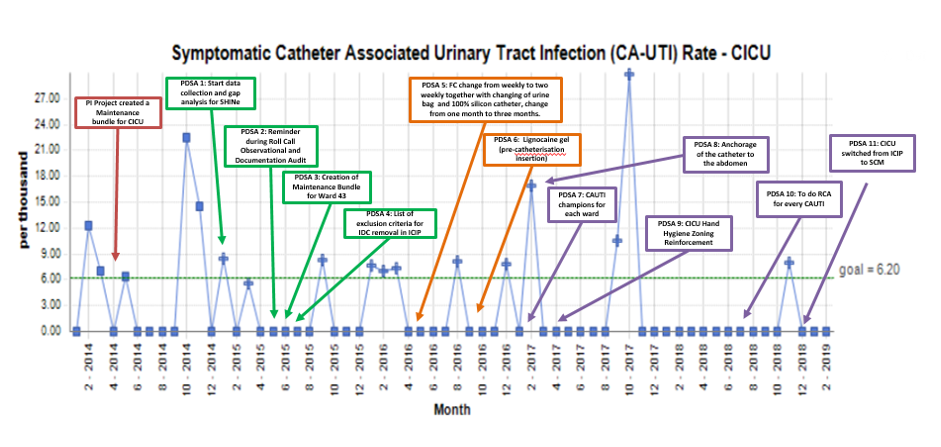 Symptomatic Catheter Associated Urinary Tract Infection (CA-UTI) Rate - CICU
per thousand
27.00
24.00
21.00
18.00
15.00
12.00
9.00
6.00
3.00
0.00
PI Project created a
Maintenance
bundle for CICU
PDSA 1: Start data
collection and gap
analysis for SHINe
PDSA 2: Reminder
during Roll Call
Observational and
Documentation Audit
PDSA 3: Creation of
Maintenance Bundle
for Ward 43
PDSA 4: List of
exclusion criteria for
IDC removal in ICIP
PDSA 5: FC change from weekly to two
weekly together with changing of urine
bag and 100% silicon catheter, change
from one month to three months.
PDSA 6: Lignocaine gel
(pre-catheterisation
insertion)
PDSA 7: CAUTI
champions for
each ward
PDSA 8: Anchorage
of the catheter to
the abdomen
PDSA 9: CICU Hand
Hygiene Zoning
Reinforcement
PDSA 10: To do RCA
for every CAUTI
PDSA 11: CICU
switched from ICIP
to SCM
goal = 6.20
2 - 2014
4 - 2014
6 - 2014
8 - 2014
10 - 2014
12 - 2014
2 - 2015
4 - 2015
6 - 2015
8 - 2015
10 - 2015
12 - 2015
2 - 2016
4 - 2016
6 - 2016
8 - 2016
10 - 2016
12 - 2016
2 - 2017
4 - 2017
6 - 2017
8 - 2017
10 - 2017
12 - 2017
2 - 2018
4 - 2018
6 - 2018
8 - 2018
10 - 2018
12 - 2018
2 - 2019
Month